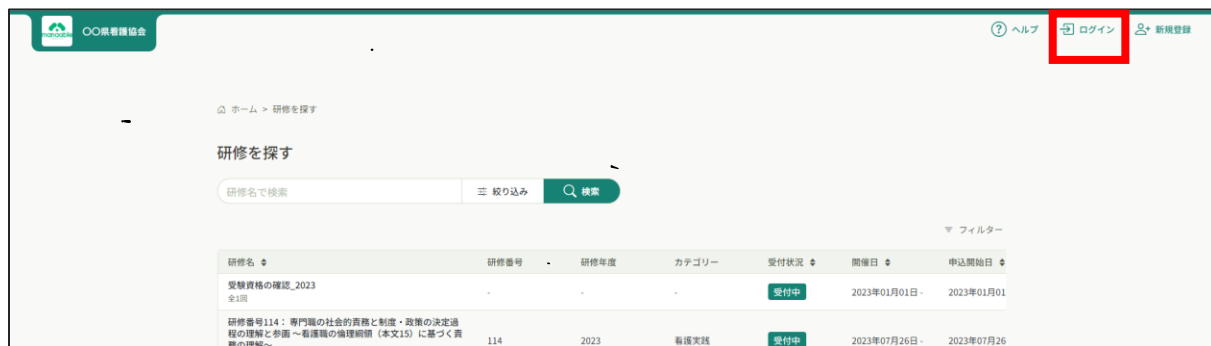 manaable
〇〇県看護協会
ヘルプ
ログイン
新規登録
ホーム > 研修を探す
研修を探す
研修名で検索
絞り込み
検索
フィルター
研修名 研修番号 研修年度 カテゴリー 受付状況 開催日 申込開始日
受験資格の確認_2023
全1回
- - - 受付中 2023年01月01日 - 2023年01月01
研修番号114： 専門職の社会的責務と制度・政策の決定過
程の理解と参画 ～看護職の倫理綱領（本文15）に基づく責
務の理解～
114 2023 看護実践 受付中 2023年07月26日 - 2023年07月26